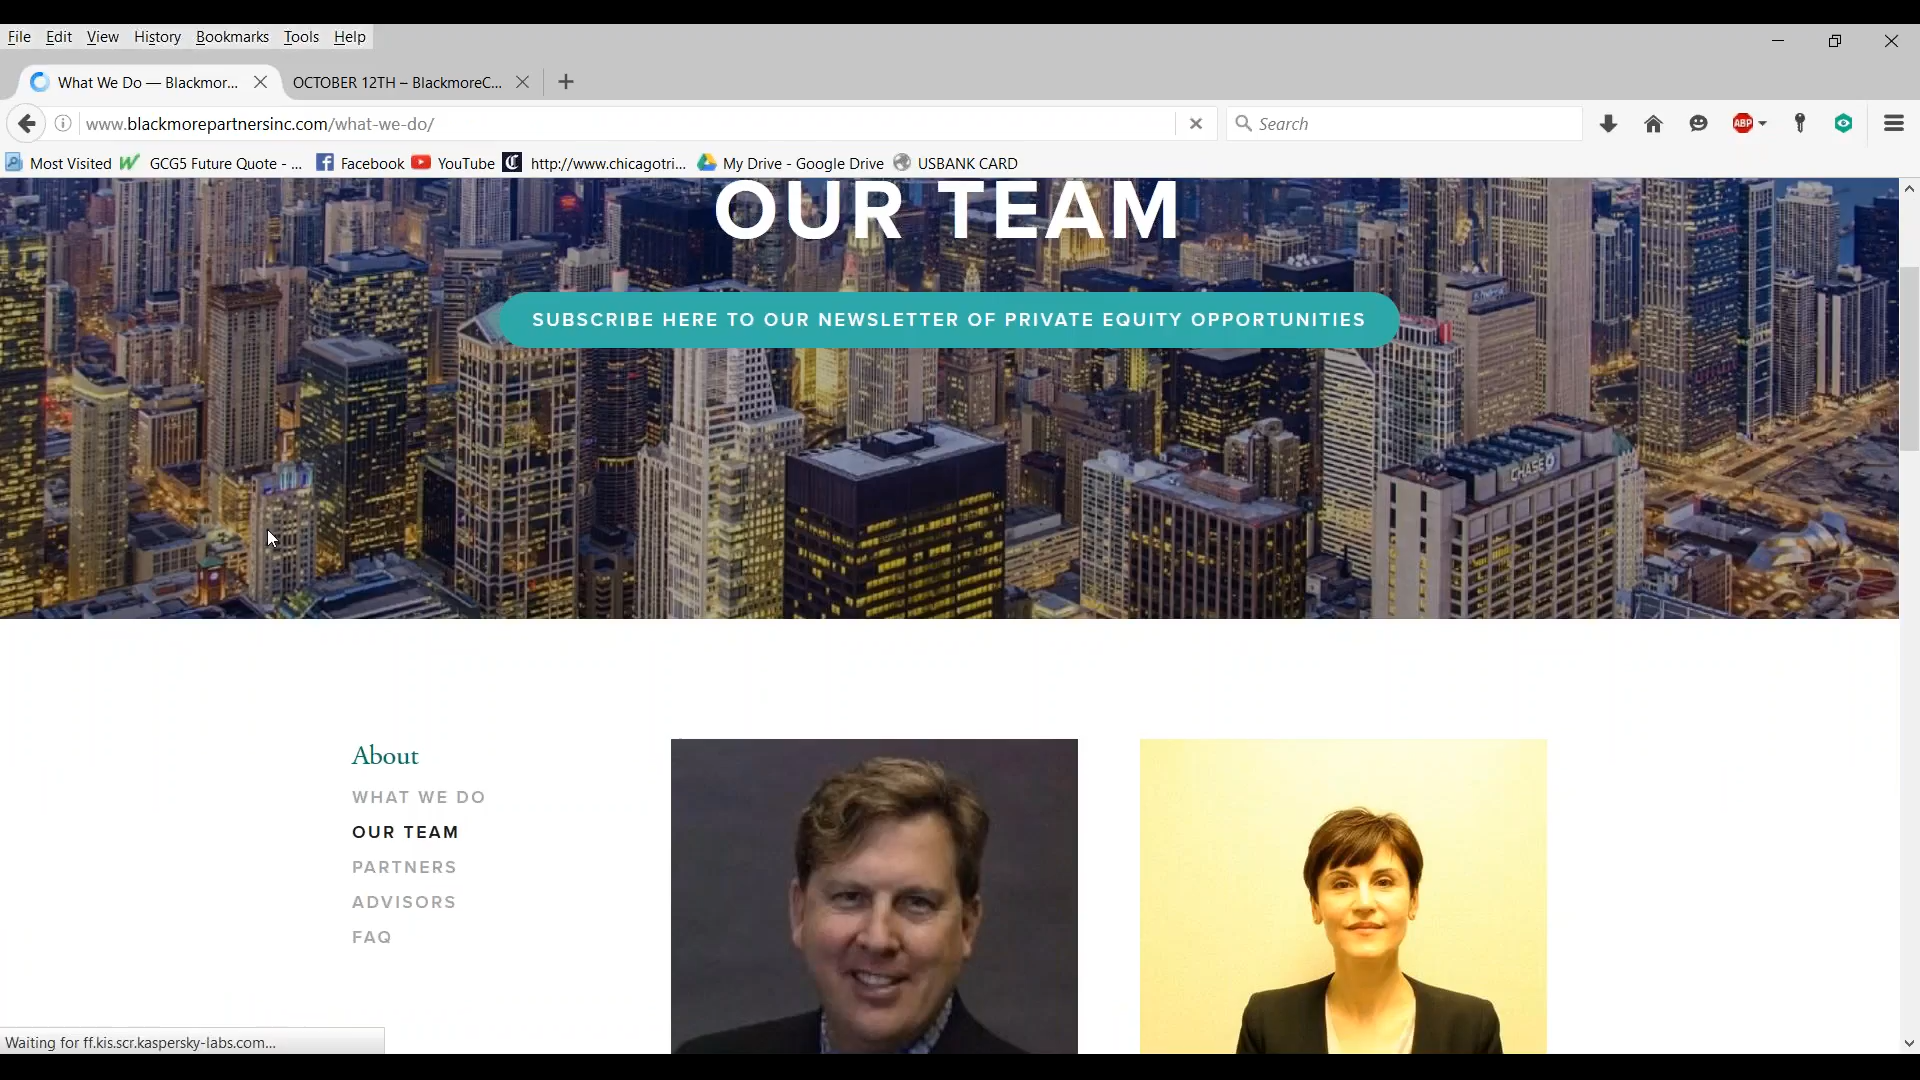 File Edit View History Bookmarks Tools Help
What We Do — Blackmor... OCTOBER 12TH – BlackmoreC...
www.blackmorepartnersinc.com/what-we-do/ Search ABP
Most Visited GCG5 Future Quote - ... Facebook YouTube http://www.chicagotri... My Drive - Google Drive USBANK CARD
OUR TEAM
SUBSCRIBE HERE TO OUR NEWSLETTER OF PRIVATE EQUITY OPPORTUNITIES
CHASE
About
WHAT WE DO
OUR TEAM
PARTNERS
ADVISORS
FAQ
Waiting for ff.kis.scr.kaspersky-labs.com...